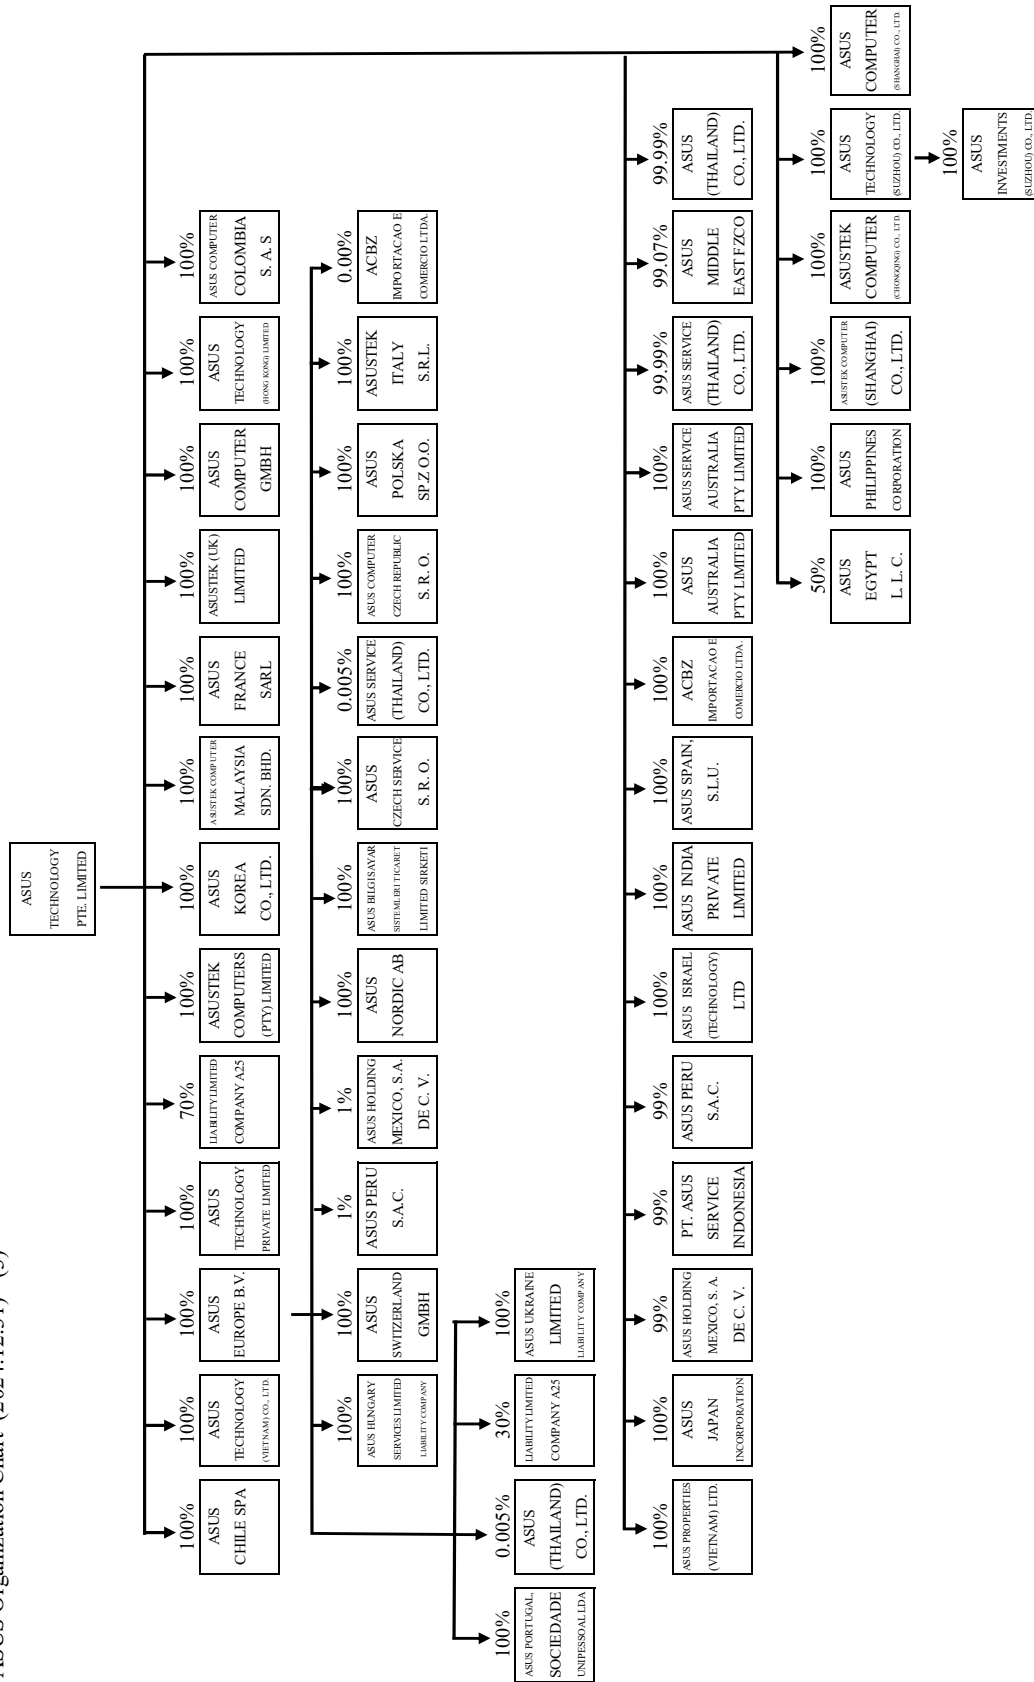 ASUS Organization Chart (2024.12.31)
ASUS
TECHNOLOGY
PTE. LIMITED
100%
ASUS
CHILE SPA
100%
ASUS
TECHNOLOGY
(VIETNAM) CO., LTD.
100%
ASUS
EUROPE B.V.
100%
ASUS
TECHNOLOGY
PRIVATE LIMITED
70%
LIABILITY LIMITED
COMPANY A25
100%
ASUSTEK
COMPUTERS
(PTY) LIMITED
100%
ASUS
KOREA
CO., LTD.
100%
ASUSTEK COMPUTER
MALAYSIA
SDN. BHD.
100%
ASUS
FRANCE
SARL
100%
ASUSTEK (UK)
LIMITED
100%
ASUS
COMPUTER
GMBH
100%
ASUS
TECHNOLOGY
(HONG KONG) LIMITED
100%
ASUS COMPUTER
COLOMBIA
S. A. S
100%
ASUS HUNGARY
SERVICES LIMITED
LIABILITY COMPANY
100%
ASUS
SWITZERLAND
GMBH
1%
ASUS PERU
S.A.C.
1%
ASUS HOLDING
MEXICO, S.A.
DE C. V.
100%
ASUS
NORDIC AB
100%
ASUS BILGISAYAR
SISTEMLERI TICARET
LIMITED SIRKETI
100%
ASUS
CZECH SERVICE
S. R. O.
0.005%
ASUS SERVICE
(THAILAND)
CO., LTD.
100%
ASUS COMPUTER
CZECH REPUBLIC
S. R. O.
100%
ASUS
POLSKA
SP.Z O.O.
100%
ASUSTEK
ITALY
S.R.L.
0.00%
ACBZ
IMPORTACAO E
COMERCIO LTDA.
100%
ASUS PORTUGAL,
SOCIEDADE
UNIPESSOAL LDA
0.005%
ASUS
(THAILAND)
CO., LTD.
30%
LIABILITY LIMITED
COMPANY A25
100%
ASUS UKRAINE
LIMITED
LIABILITY COMPANY
100%
ASUS PROPERTIES
(VIETNAM) LTD.
100%
ASUS
JAPAN
INCORPORATION
99%
ASUS HOLDING
MEXICO, S. A.
DE C. V.
99%
PT. ASUS
SERVICE
INDONESIA
99%
ASUS PERU
S.A.C.
100%
ASUS ISRAEL
(TECHNOLOGY)
LTD
100%
ASUS INDIA
PRIVATE
LIMITED
100%
ASUS SPAIN,
S.L.U.
100%
ACBZ
IMPORTACAO E
COMERCIO LTDA.
100%
ASUS
AUSTRALIA
PTY LIMITED
100%
ASUS SERVICE
AUSTRALIA
PTY LIMITED
99.99%
ASUS SERVICE
(THAILAND)
CO., LTD.
99.07%
ASUS
MIDDLE
EAST FZCO
99.99%
ASUS
(THAILAND)
CO., LTD.
50%
ASUS
EGYPT
L. L. C.
100%
ASUS
PHILIPPINES
CORPORATION
100%
ASUSTEK COMPUTER
(SHANGHAI)
CO., LTD.
100%
ASUSTEK
COMPUTER
(CHONGQING) CO., LTD.
100%
ASUS
TECHNOLOGY
(SUZHOU) CO., LTD.
100%
ASUS
COMPUTER
(SHANGHAI) CO., LTD.
100%
ASUS
INVESTMENTS
(SUZHOU) CO., LTD.